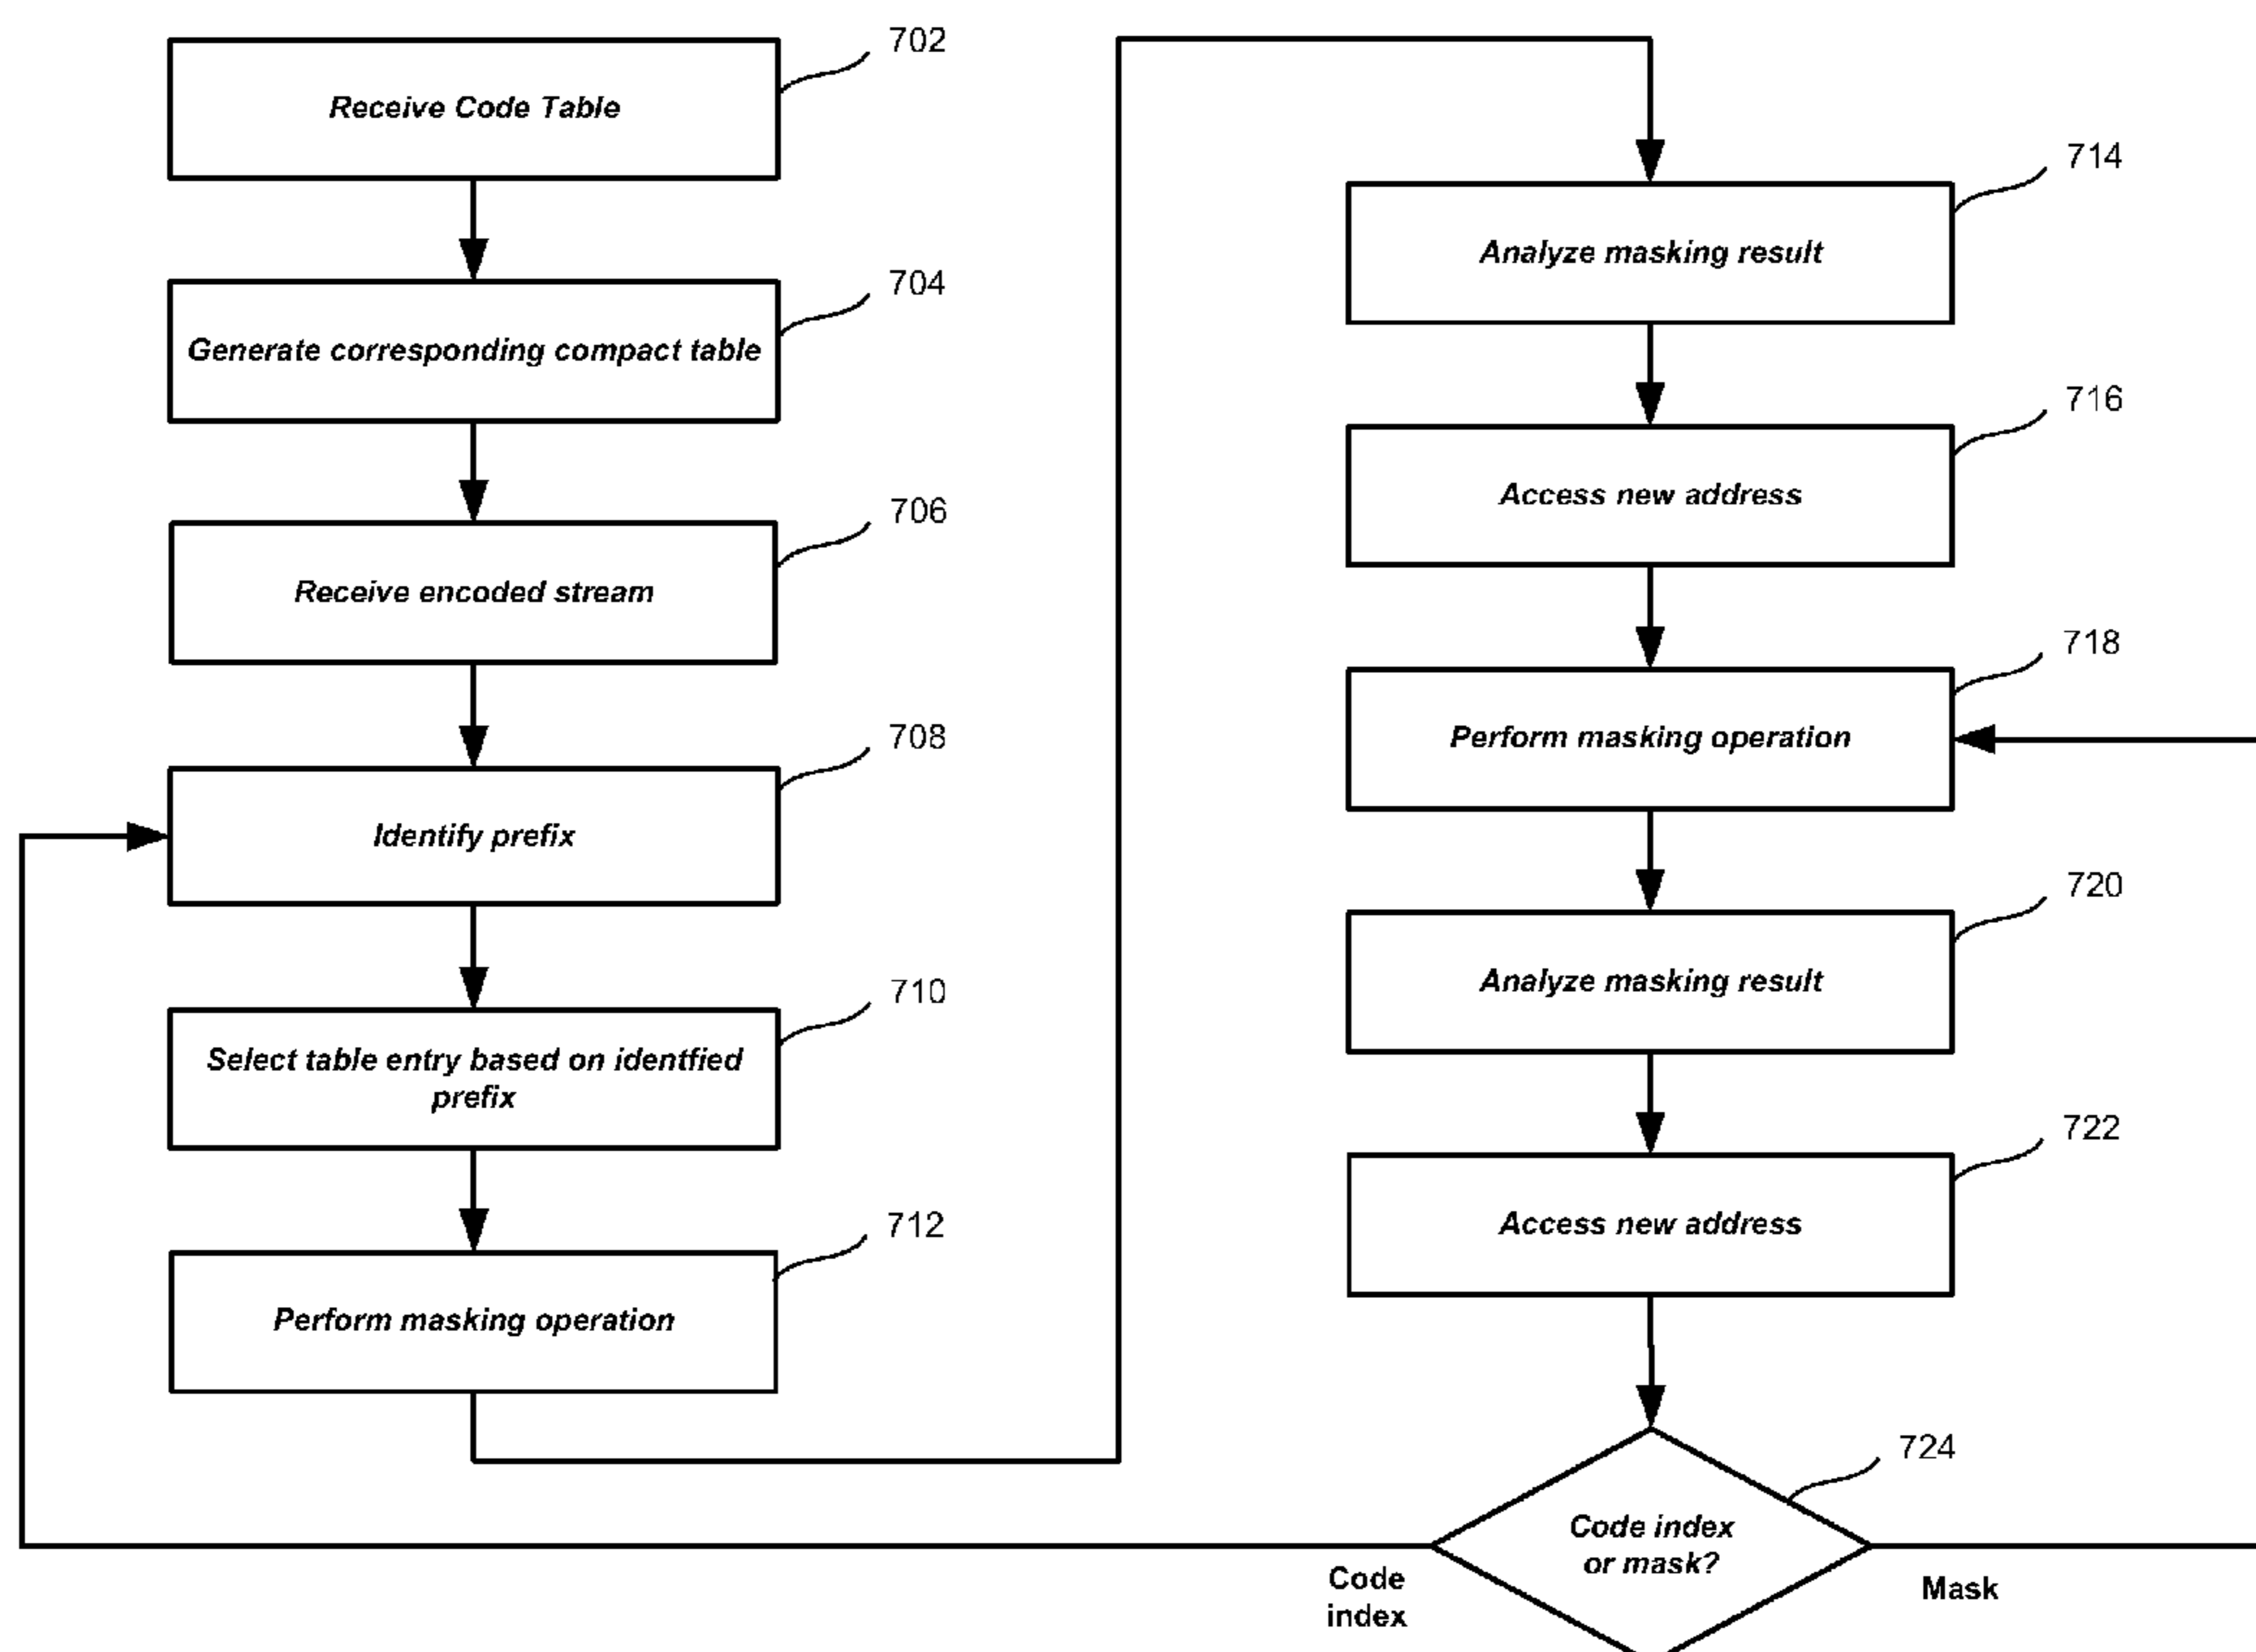 702
Receive Code Table
704
Generate corresponding compact table
706
Receive encoded stream
708
Identify prefix
710
Select table entry based on identfied
prefix
712
Perform masking operation
714
Analyze masking result
716
Access new address
718
Perform masking operation
720
Analyze masking result
722
Access new address
724
Code index
or mask?
Code
index
Mask